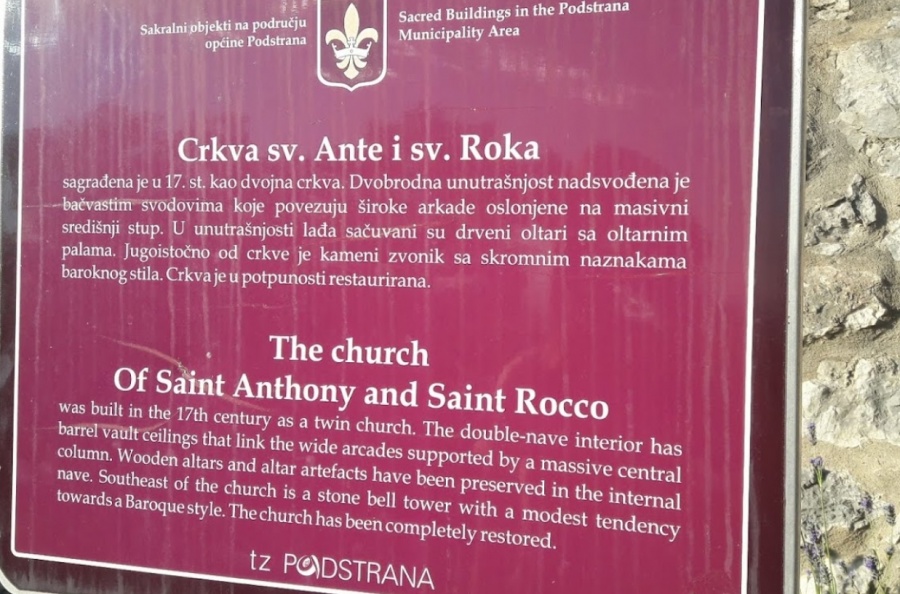 Sakralni objekti na području
općine Podstrana
Sacred Buildings in the Podstrana
Municipality Area
Crkva sv. Ante i sv. Roka
sagrađena je u 17. st. kao dvojna crkva. Dvobrodna unutrašnjost nadsvođena je
bačvastim svodovima koje povezuju široke arkade oslonjene na masivni
središnji stup. U unutrašnjosti lađa sačuvani su drveni oltari sa oltarnim
palama. Jugoistočno od crkve je kameni zvonik sa skromnim naznakama
baroknog stila. Crkva je u potpunosti restaurirana.
The church
Of Saint Anthony and Saint Rocco
was built in the 17th century as a twin church. The double-nave interior has
barrel vault ceilings that link the wide arcades supported by a massive central
column. Wooden altars and altar artefacts have been preserved in the internal
nave. Southeast of the church is a stone bell tower with a modest tendency
towards a Baroque style. The church has been completely restored.
tz PODSTRANA